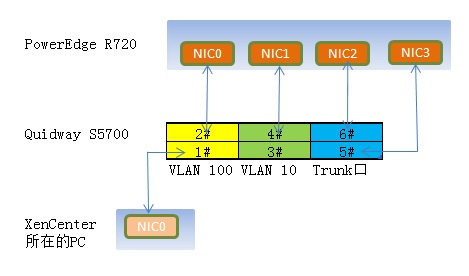 PowerEdge R720
NIC0 NIC1 NIC2 NIC3
Quidway S5700
2# 4# 6#
1# 3# 5#
VLAN 100 VLAN 10 Trunk口
XenCenter
所在的PC
NIC0